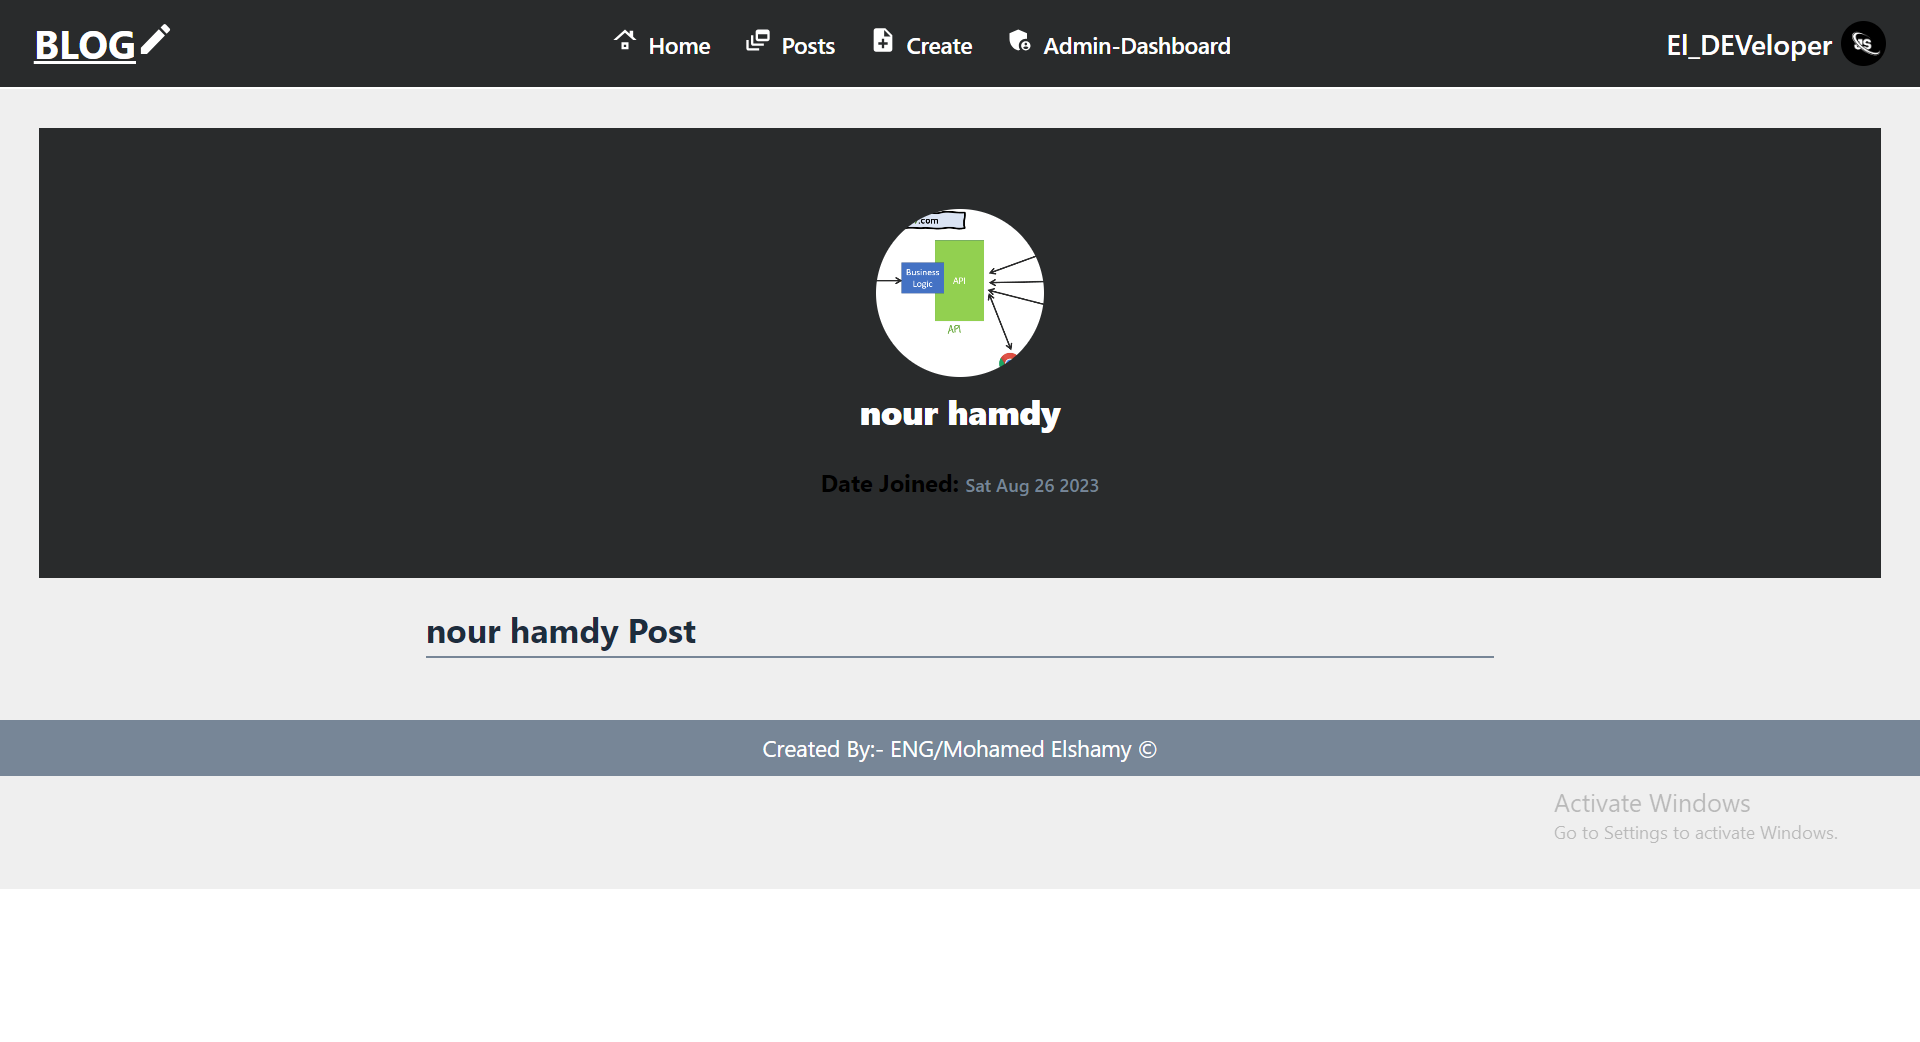 BLOG
Home
Posts
Create
Admin-Dashboard
El_DEVeloper
JS
.com
Business
Logic
API
API
nour hamdy
Date Joined: Sat Aug 26 2023
nour hamdy Post
Created By:- ENG/Mohamed Elshamy ©
Activate Windows
Go to Settings to activate Windows.